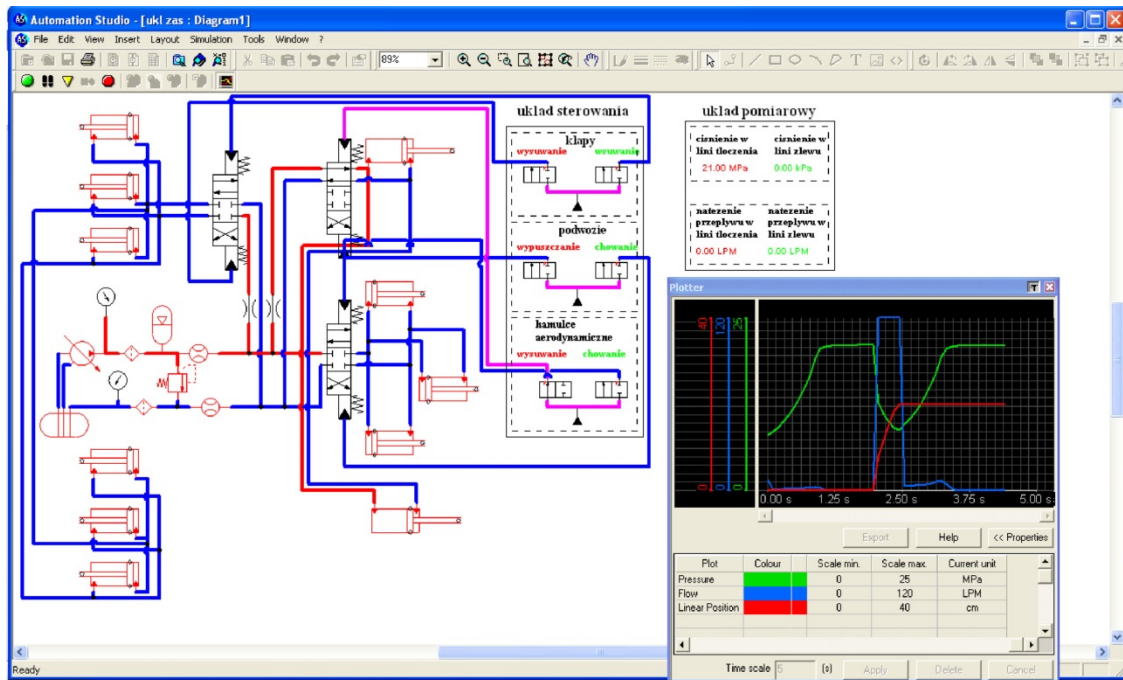 Automation Studio - [ukl zas : Diagram1]
File Edit View Insert Layout Simulation Tools Window ?
89%
uklad sterowania
klapy
wysuwanie wsuwanie
podwozie
wypuszczanie chowanie
hamulce
aerodynamiczne
wysuwanie chowanie
uklad pomiarowy
cisnienie w
lini tloczenia
21.00 MPa
cisnienie w
lini zlewu
0.00 kPa
natezenie
przeplywu w
lini tloczenia
0.00 LPM
natezenie
przeplywu w
lini zlewu
0.00 LPM
Plotter
40 120 25
0 0 0
0.00 s 1.25 s 2.50 s 3.75 s 5.00 s
Export Help << Properties
Plot Colour Scale min. Scale max. Current unit
Pressure 0 25 MPa
Flow 0 120 LPM
Linear Position 0 40 cm
Time scale 5 (s) Apply Delete Cancel
Ready